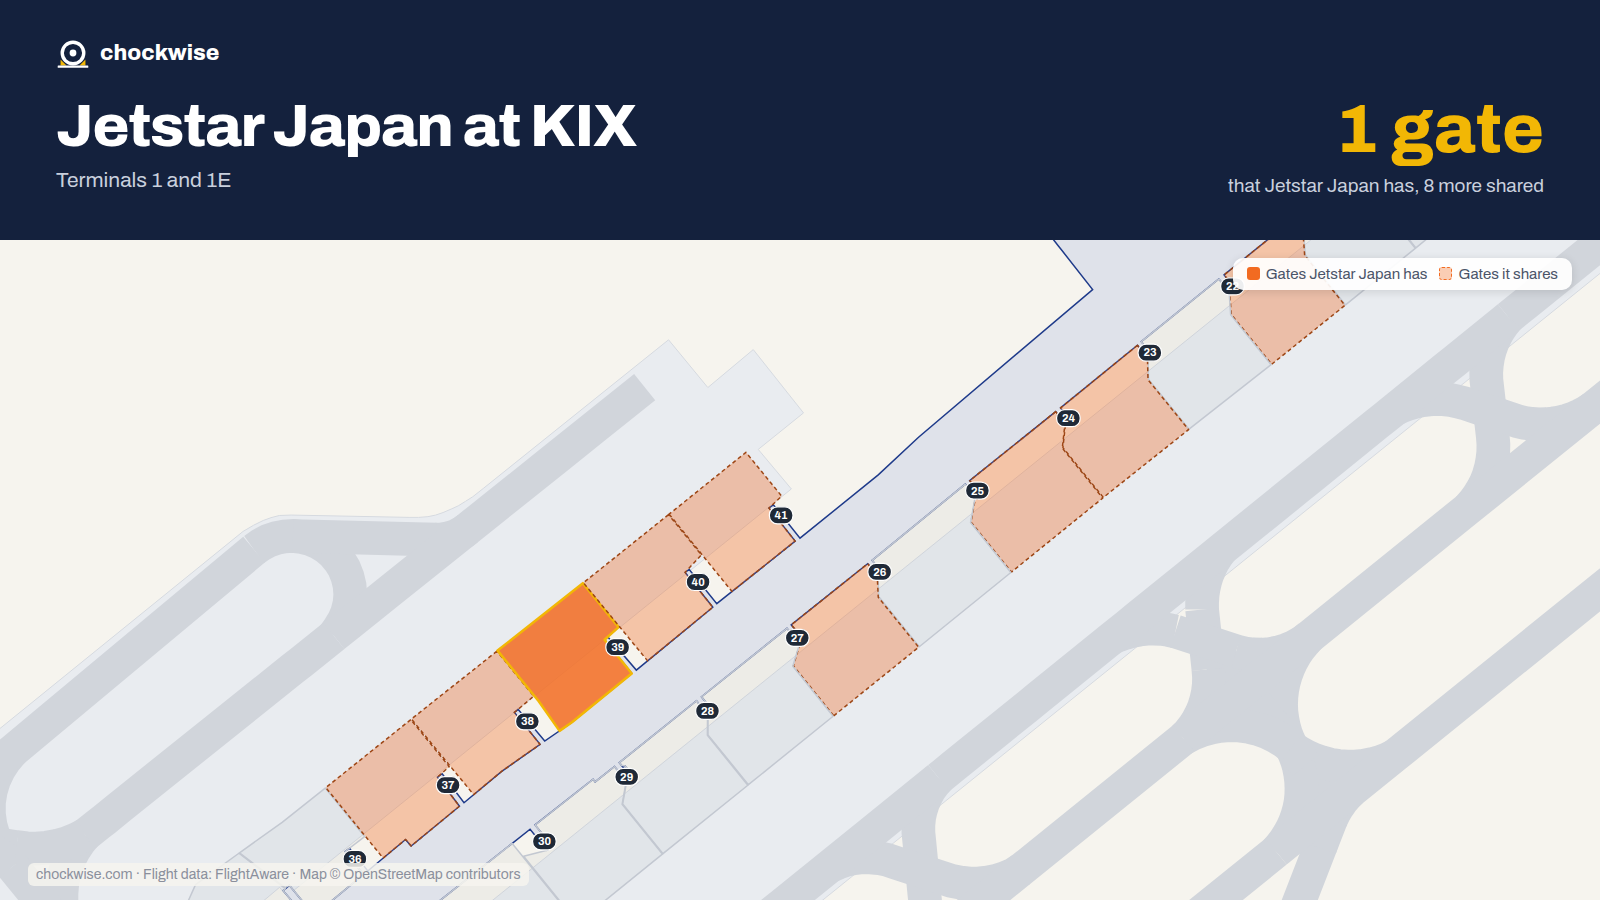 chockwise
Jetstar Japan at KIX
Terminals 1 and 1E
1 gate
that Jetstar Japan has, 8 more shared
Gates Jetstar Japan has
Gates it shares
22
23
24
25
41
26
40
27
39
28
38
29
37
30
36
chockwise.com · Flight data: FlightAware · Map © OpenStreetMap contributors